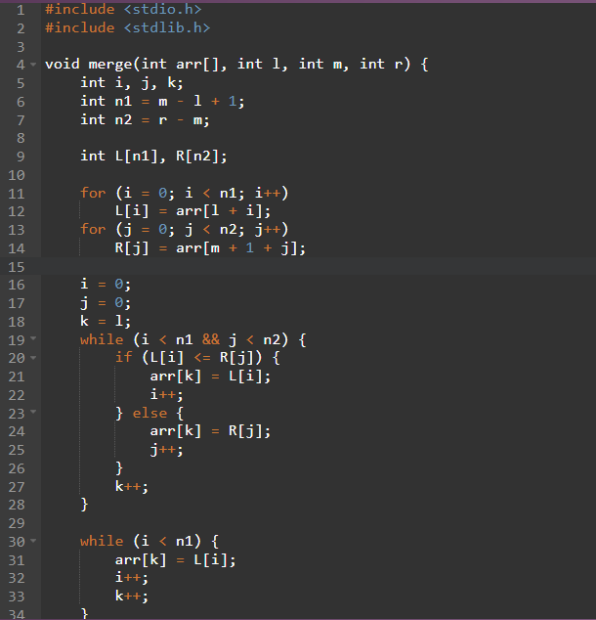 1 #include <stdio.h>
2 #include <stdlib.h>
3
4 void merge(int arr[], int l, int m, int r) {
5     int i, j, k;
6     int n1 = m - l + 1;
7     int n2 = r - m;
8
9     int L[n1], R[n2];
10
11     for (i = 0; i < n1; i++)
12         L[i] = arr[l + i];
13     for (j = 0; j < n2; j++)
14         R[j] = arr[m + 1 + j];
15
16     i = 0;
17     j = 0;
18     k = l;
19     while (i < n1 && j < n2) {
20         if (L[i] <= R[j]) {
21             arr[k] = L[i];
22             i++;
23         } else {
24             arr[k] = R[j];
25             j++;
26         }
27         k++;
28     }
29
30     while (i < n1) {
31         arr[k] = L[i];
32         i++;
33         k++;
34     }